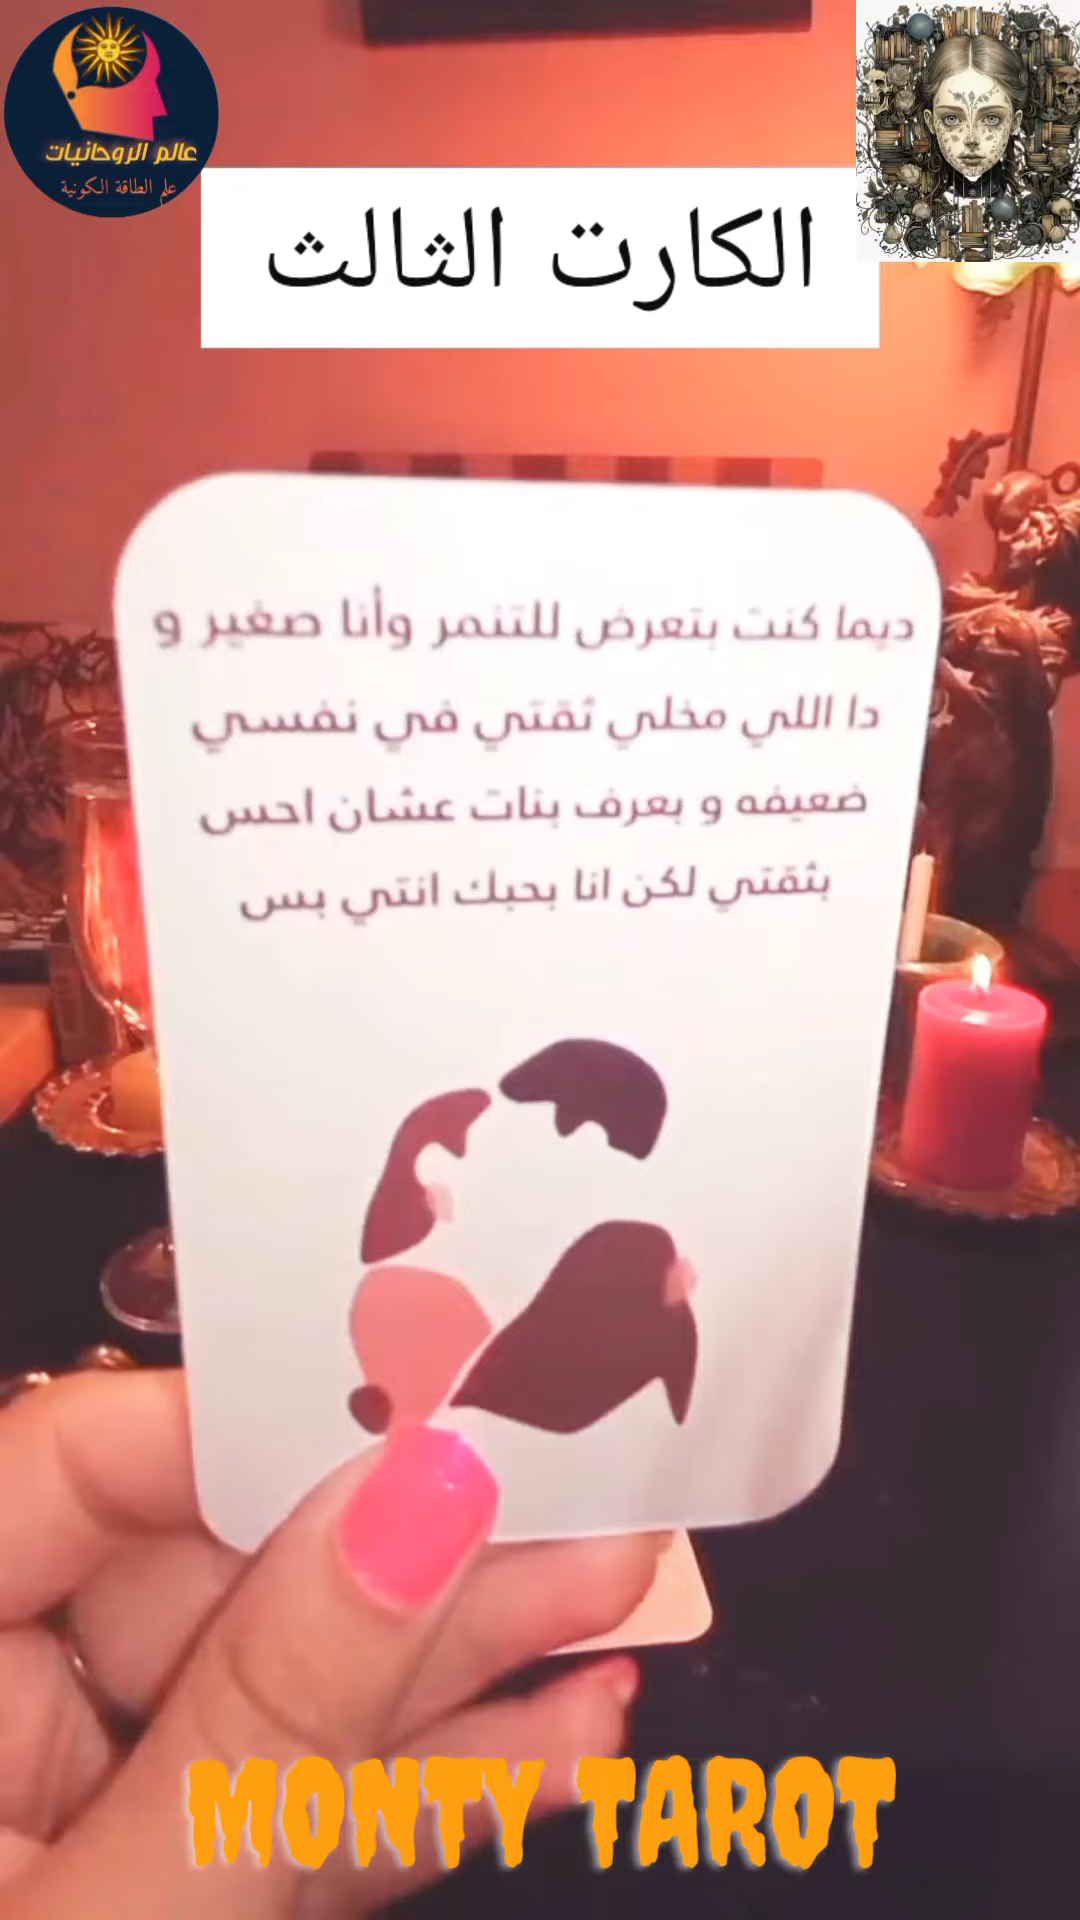 عالم الروحانيات
علم الطاقة الكونية
الكارت الثالث
ديما كنت بتعرض للتنمر وأنا صغير و
دا اللي مخلي ثقتي في نفسي
ضعيفه و بعرف بنات عشان احس
بثقتي لكن انا بحبك انتي بس
MONTY TAROT